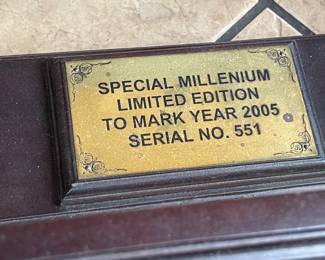 SPECIAL MILLENIUM
LIMITED EDITION
TO MARK YEAR 2005
SERIAL NO. 551